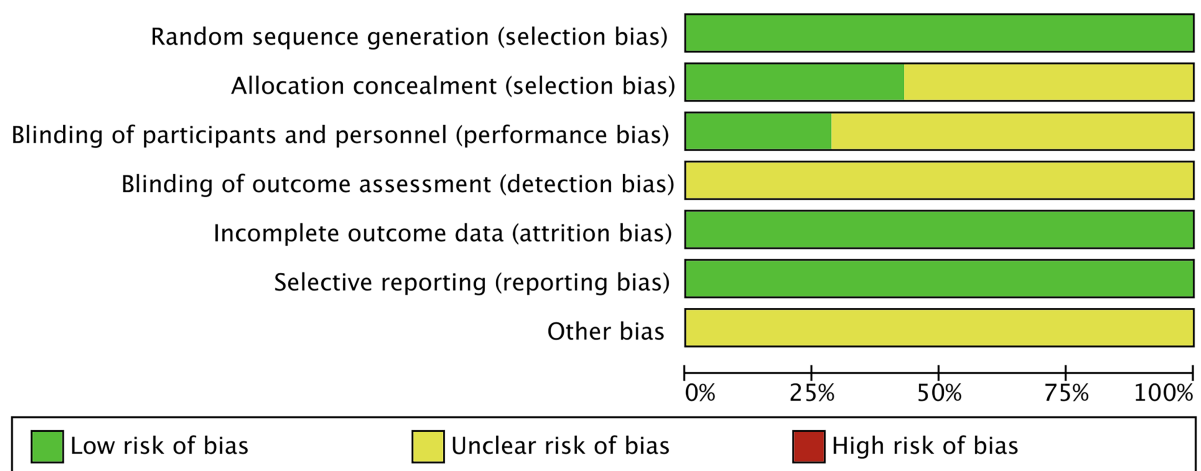 Random sequence generation (selection bias)
Allocation concealment (selection bias)
Blinding of participants and personnel (performance bias)
Blinding of outcome assessment (detection bias)
Incomplete outcome data (attrition bias)
Selective reporting (reporting bias)
Other bias
0% 25% 50% 75% 100%
Low risk of bias Unclear risk of bias High risk of bias